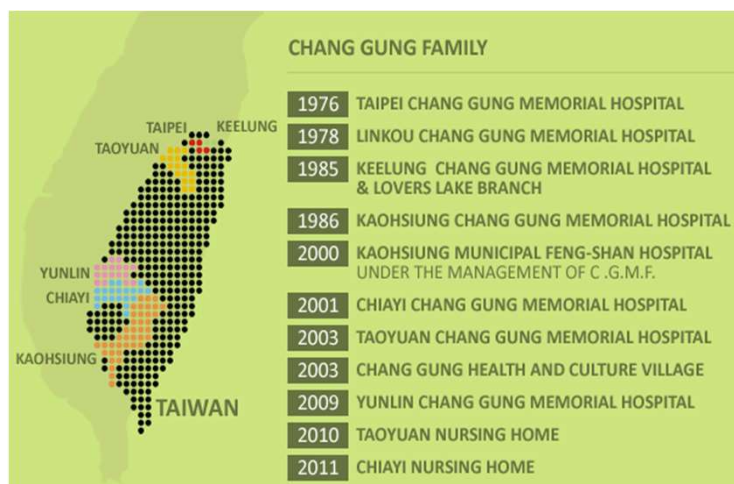 CHANG GUNG FAMILY
TAIPEI
KEELUNG
TAOYUAN
YUNLIN
CHIAYI
KAOHSIUNG
TAIWAN
1976 TAIPEI CHANG GUNG MEMORIAL HOSPITAL
1978 LINKOU CHANG GUNG MEMORIAL HOSPITAL
1985 KEELUNG CHANG GUNG MEMORIAL HOSPITAL
& LOVERS LAKE BRANCH
1986 KAOHSIUNG CHANG GUNG MEMORIAL HOSPITAL
2000 KAOHSIUNG MUNICIPAL FENG-SHAN HOSPITAL
UNDER THE MANAGEMENT OF C .G.M.F.
2001 CHIAYI CHANG GUNG MEMORIAL HOSPITAL
2003 TAOYUAN CHANG GUNG MEMORIAL HOSPITAL
2003 CHANG GUNG HEALTH AND CULTURE VILLAGE
2009 YUNLIN CHANG GUNG MEMORIAL HOSPITAL
2010 TAOYUAN NURSING HOME
2011 CHIAYI NURSING HOME